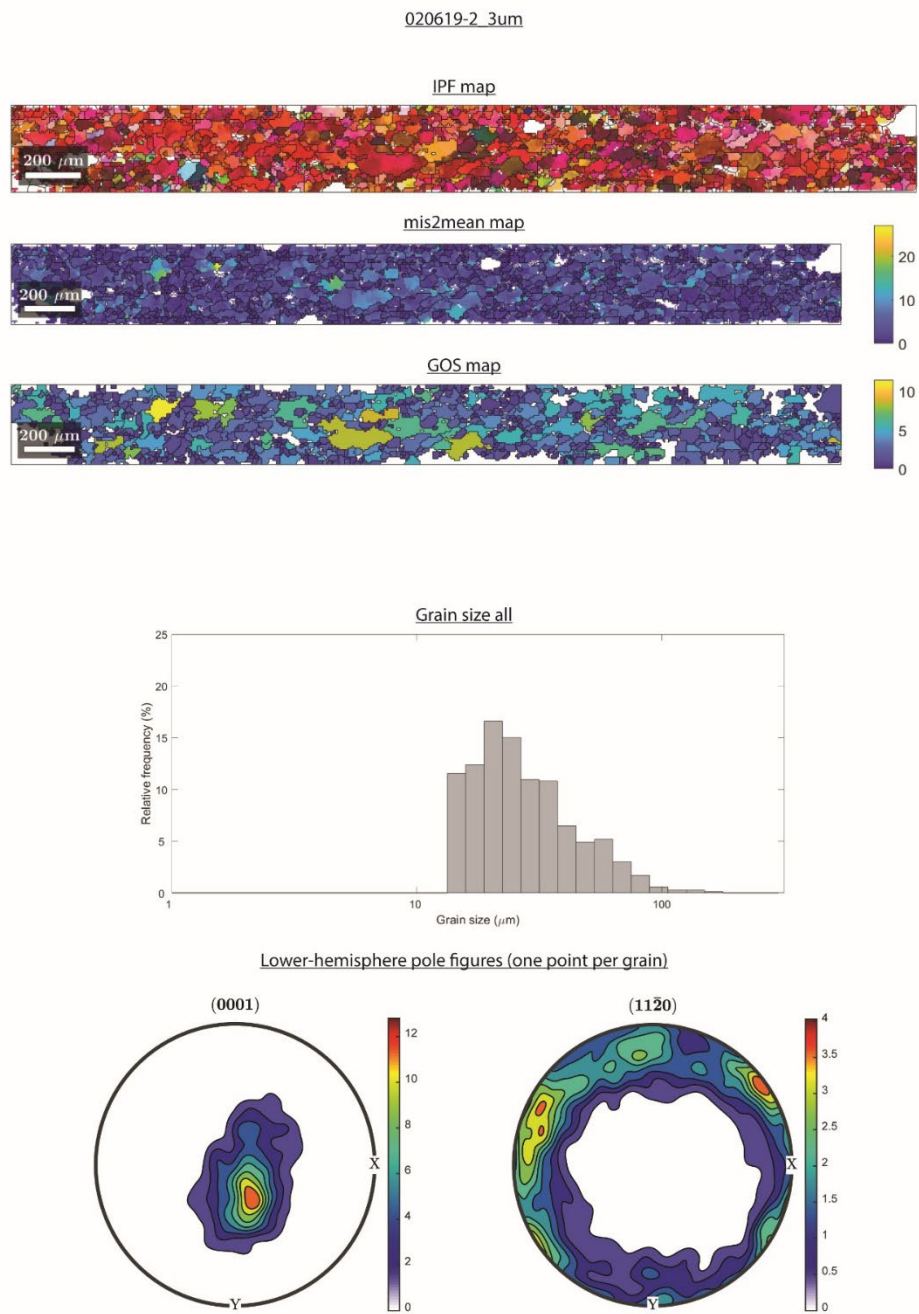 020619-2_3um
IPF map
200 μm
mis2mean map
200 μm
20
10
0
GOS map
200 μm
10
5
0
Grain size all
25
20
15
10
5
0
Relative frequency (%)
1
10
100
Grain size (μm)
Lower-hemisphere pole figures (one point per grain)
(0001)
X
Y
12
10
8
6
4
2
0
(112̄0)
X
Y
4
3.5
3
2.5
2
1.5
1
0.5
0